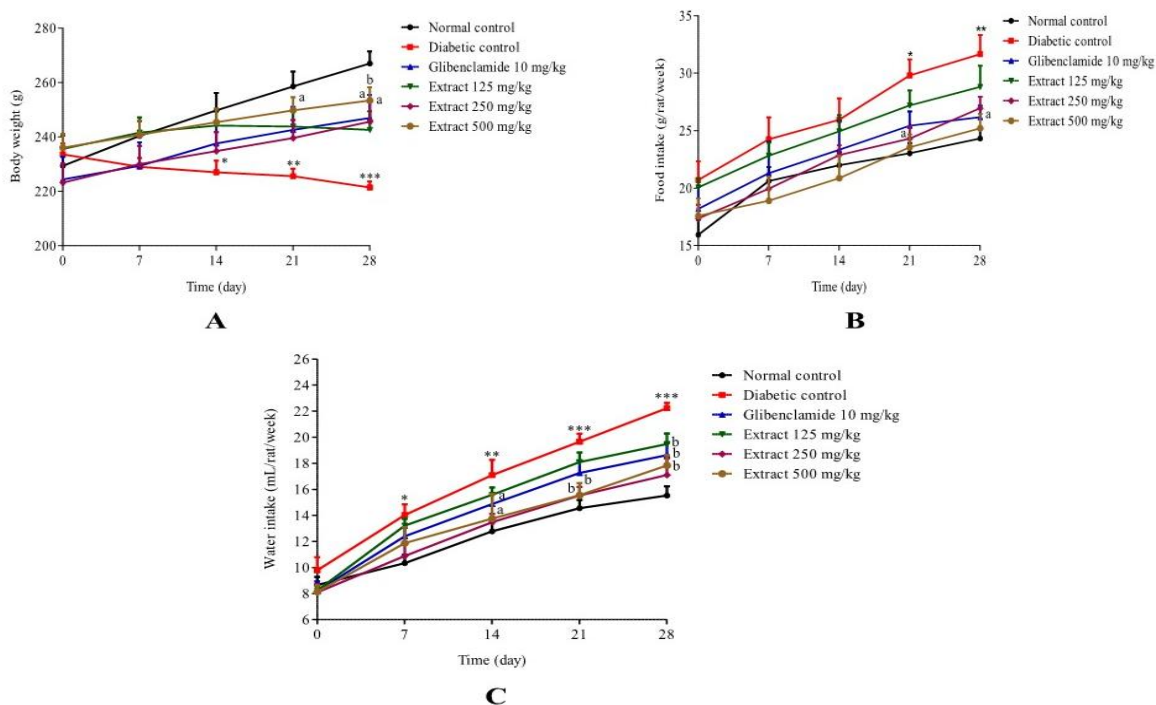 280
260
240
220
200
Body weight (g)
0 7 14 21 28
Time (day)
* ** ***
a b a a
Normal control
Diabetic control
Glibenclamide 10 mg/kg
Extract 125 mg/kg
Extract 250 mg/kg
Extract 500 mg/kg
A
35
30
25
20
15
Food intake (g/rat/week)
0 7 14 21 28
Time (day)
* **
a a
Normal control
Diabetic control
Glibenclamide 10 mg/kg
Extract 125 mg/kg
Extract 250 mg/kg
Extract 500 mg/kg
B
26
24
22
20
18
16
14
12
10
8
6
Water intake (mL/rat/week)
0 7 14 21 28
Time (day)
* ** *** ***
a a b b b b b
Normal control
Diabetic control
Glibenclamide 10 mg/kg
Extract 125 mg/kg
Extract 250 mg/kg
Extract 500 mg/kg
C